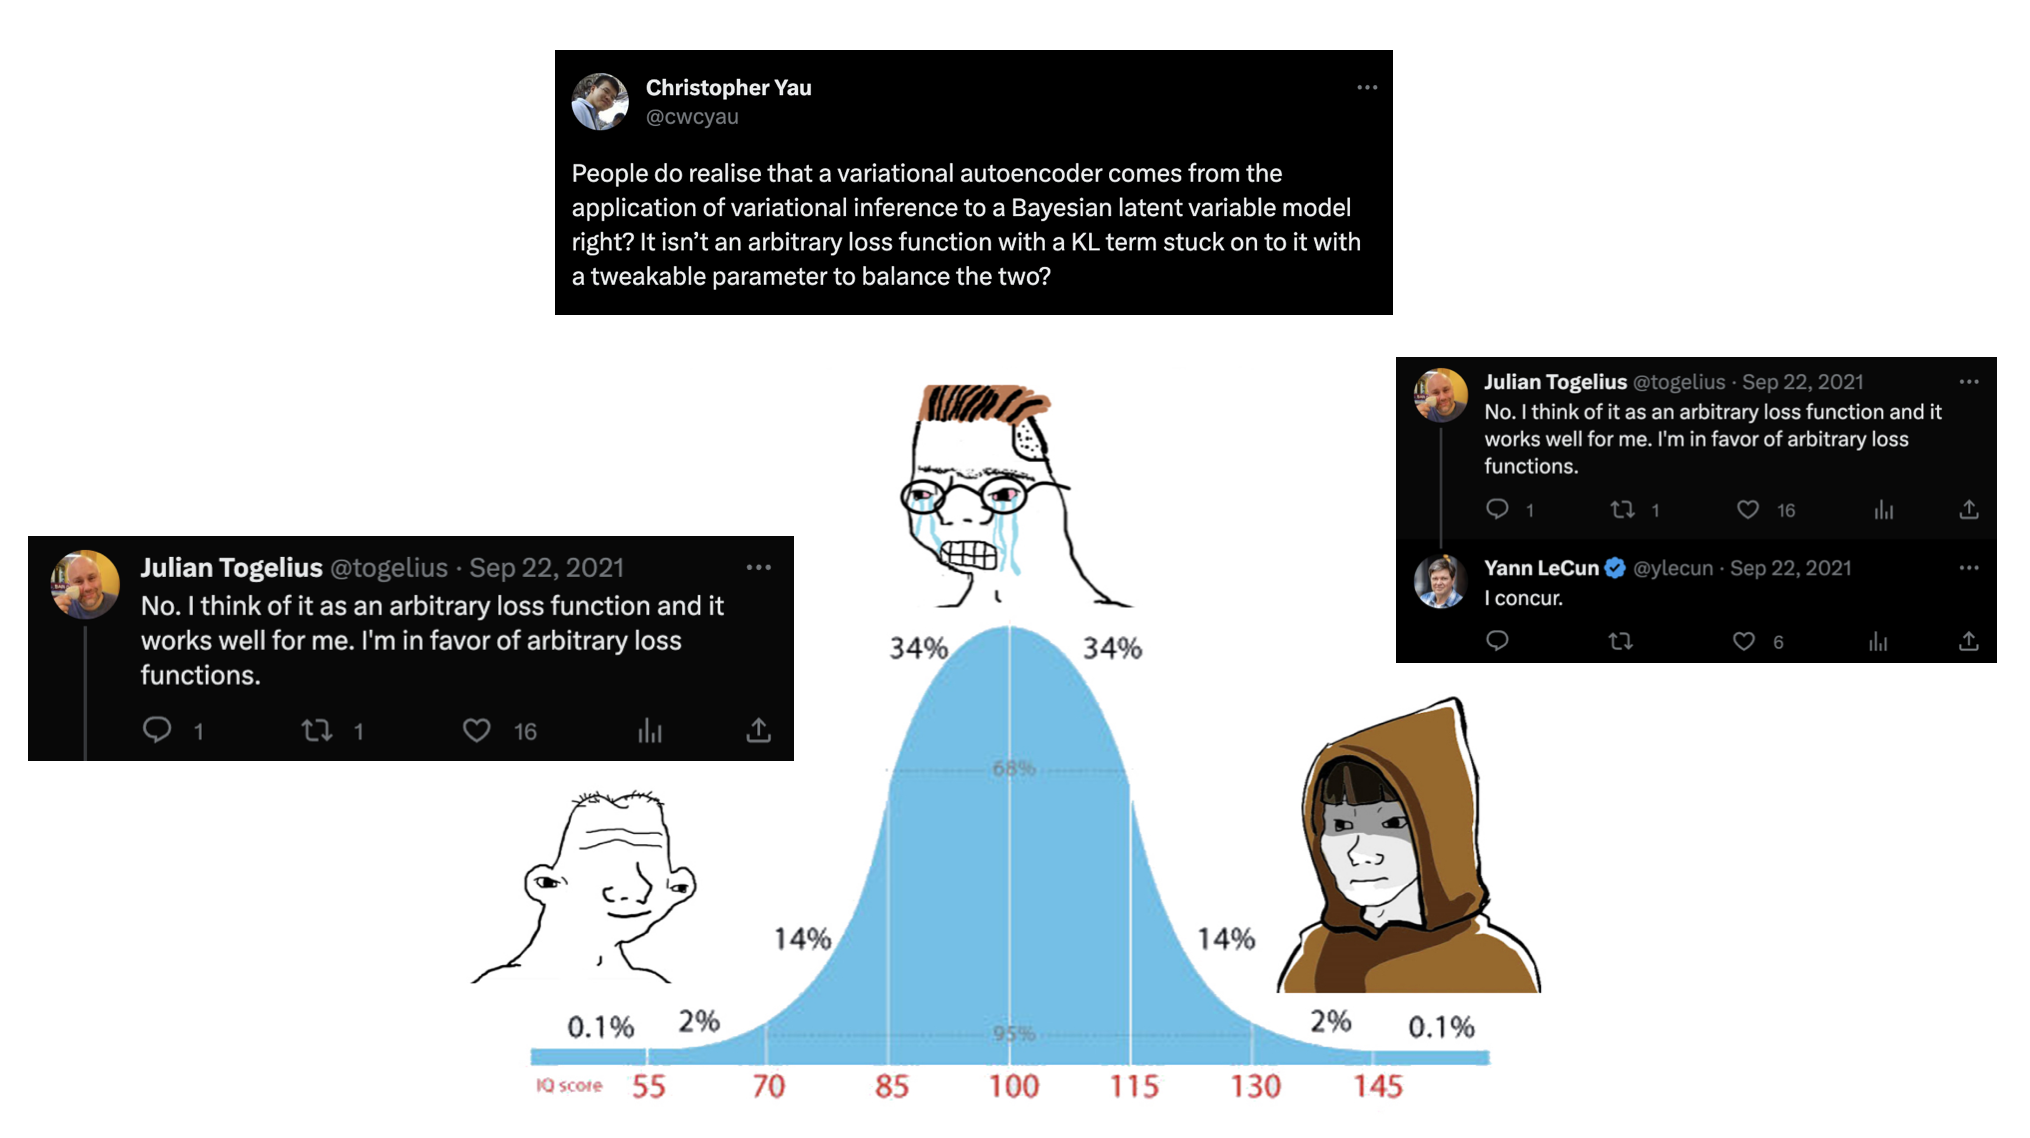 Christopher Yau
@cwcyau
People do realise that a variational autoencoder comes from the
application of variational inference to a Bayesian latent variable model
right? It isn’t an arbitrary loss function with a KL term stuck on to it with
a tweakable parameter to balance the two?
Julian Togelius @togelius · Sep 22, 2021
No. I think of it as an arbitrary loss function and it
works well for me. I'm in favor of arbitrary loss
functions.
1 1 16
Yann LeCun @ylecun · Sep 22, 2021
I concur.
6
Julian Togelius @togelius · Sep 22, 2021
No. I think of it as an arbitrary loss function and it
works well for me. I'm in favor of arbitrary loss
functions.
1 1 16
34% 34%
68%
14% 14%
0.1% 2% 95% 2% 0.1%
IQ score 55 70 85 100 115 130 145